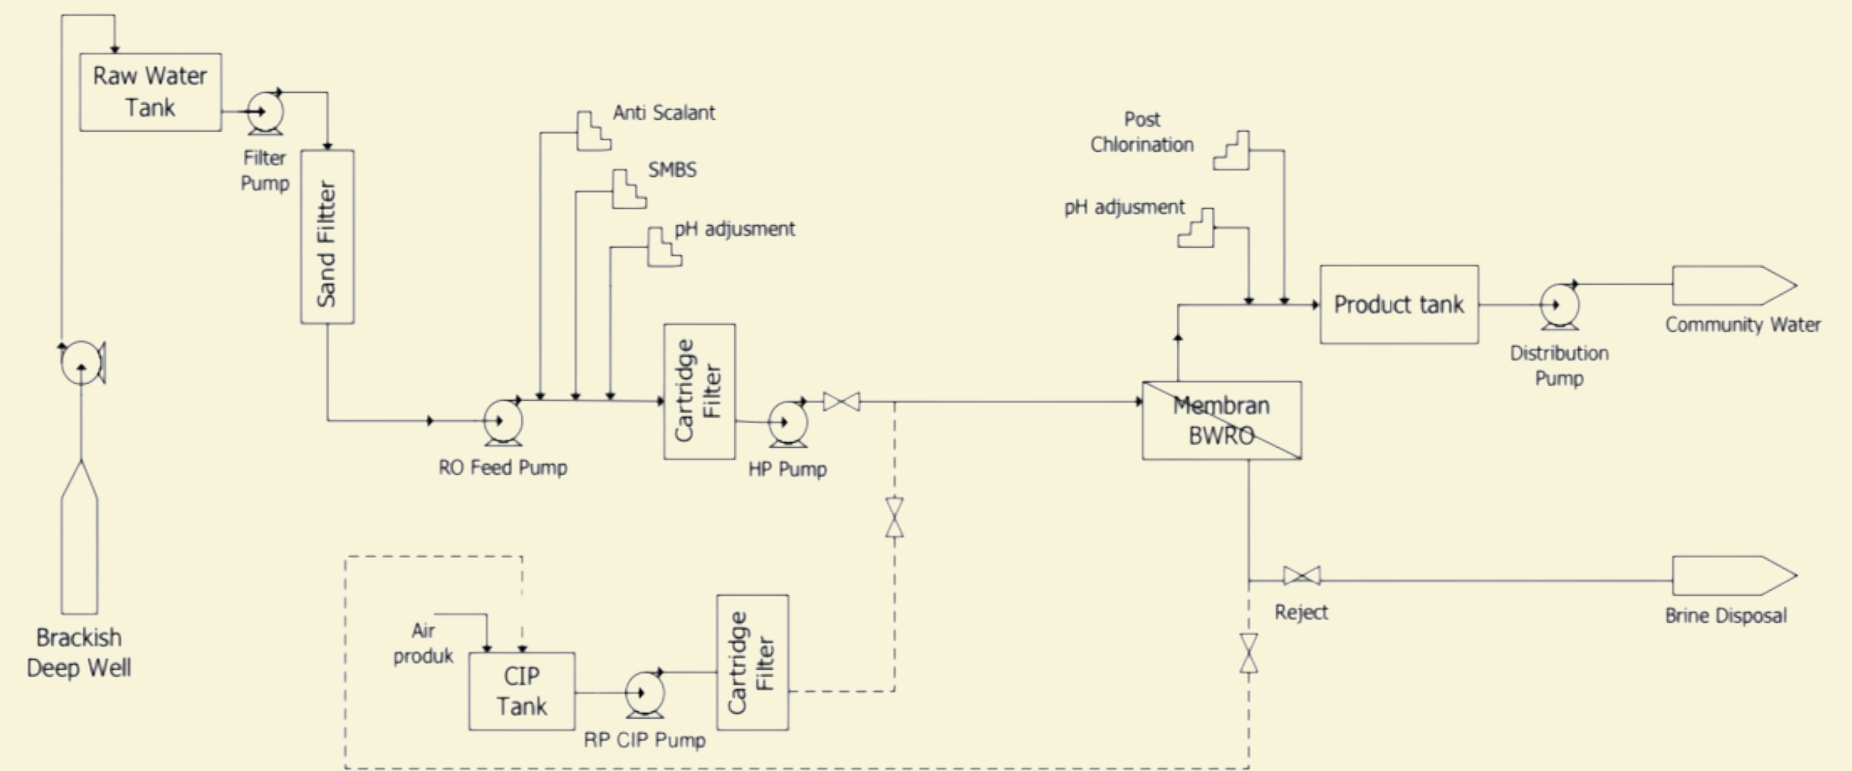 Raw Water
Tank
Filter
Pump
Sand Filtter
Anti Scalant
SMBS
pH adjusment
Post
Chlorination
pH adjusment
Product tank
Community Water
Distribution
Pump
Cartridge
Filter
Membran
BWRO
RO Feed Pump
HP Pump
Brackish
Deep Well
Reject
Brine Disposal
Air
produk
CIP
Tank
Cartridge
Filter
RP CIP Pump